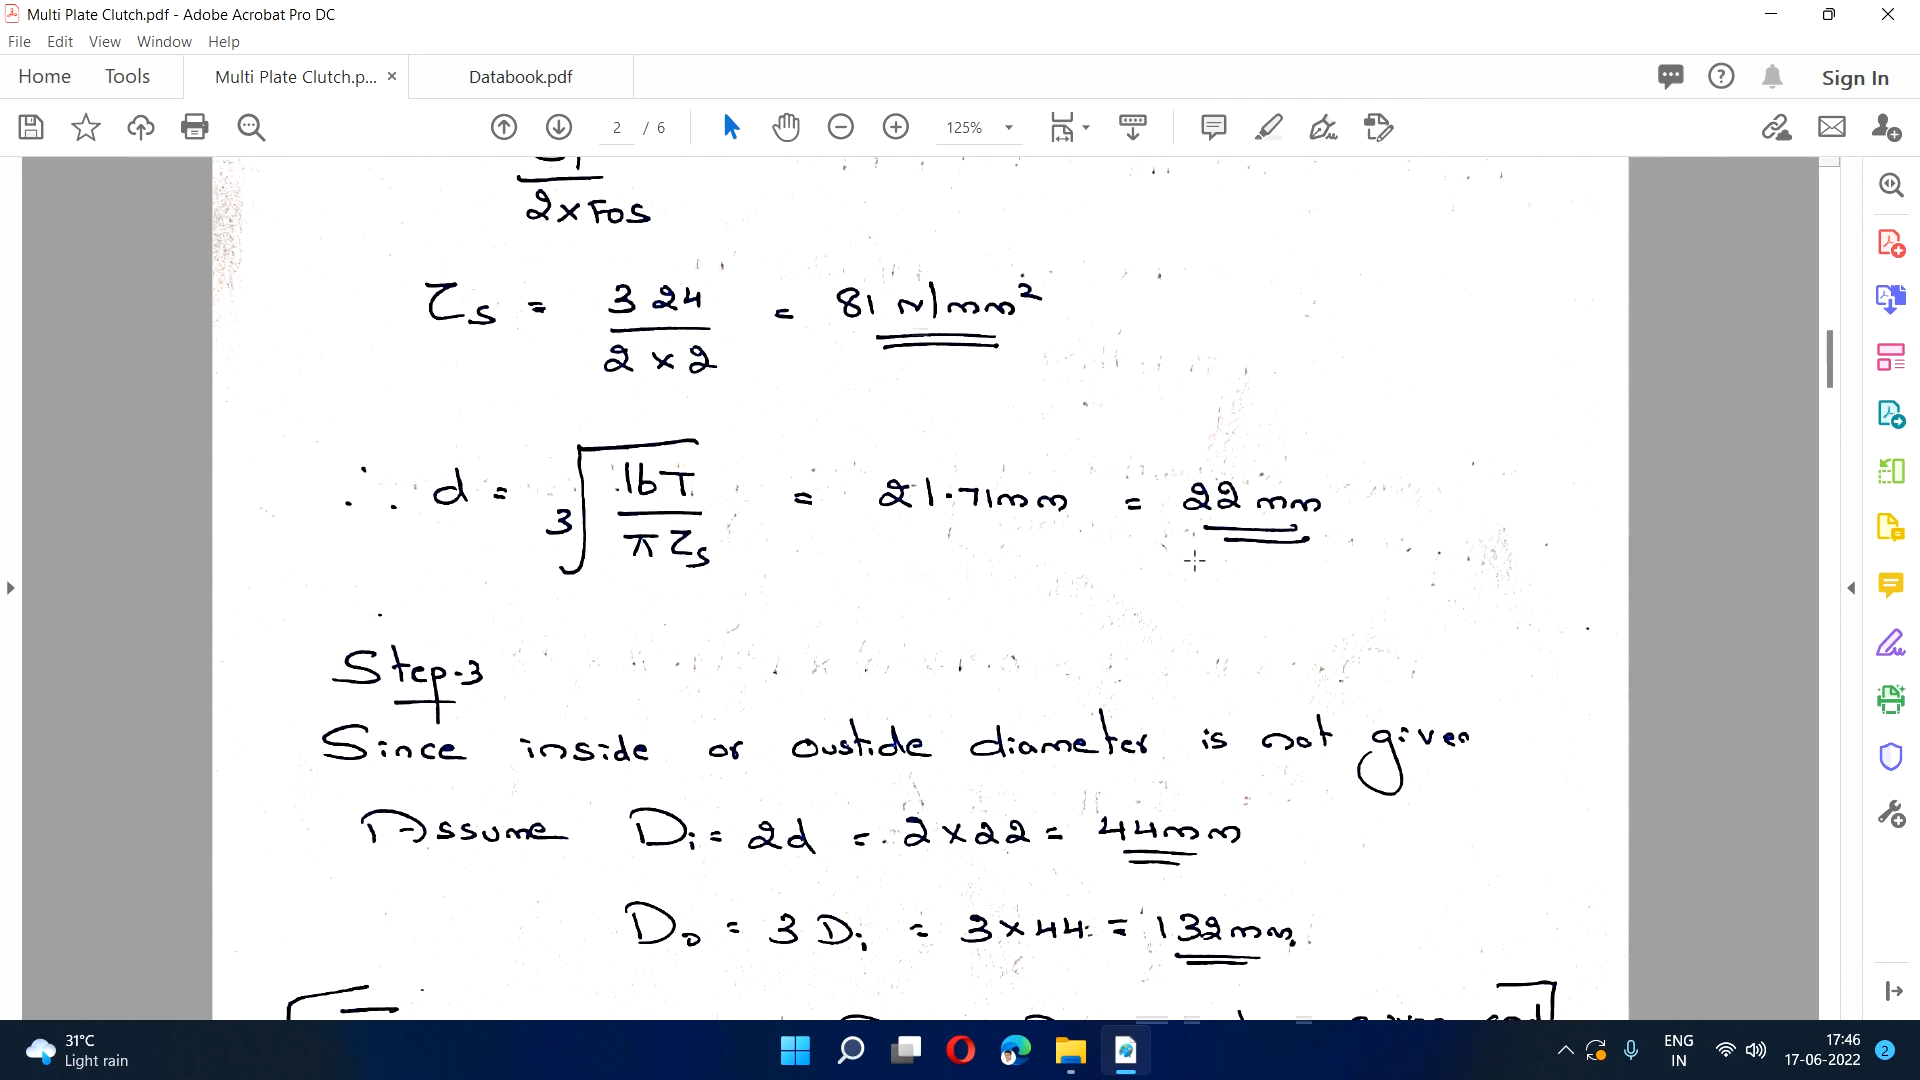 Multi Plate Clutch.pdf - Adobe Acrobat Pro DC
File Edit View Window Help
Home Tools Multi Plate Clutch.p... × Databook.pdf Sign In
2 / 6 125%
2 x FOS
τs = 324 / 2 x 2 = 81 N/mm²
∴ d = ∛(16T / π τs) = 21.71mm = 22 mm
Step-3
Since inside or oustide diameter is not given
Assume Di = 2d = 2x22 = 44mm
Do = 3 Di = 3x44 = 132mm.
31°C
Light rain
ENG
IN
17:46
17-06-2022
2